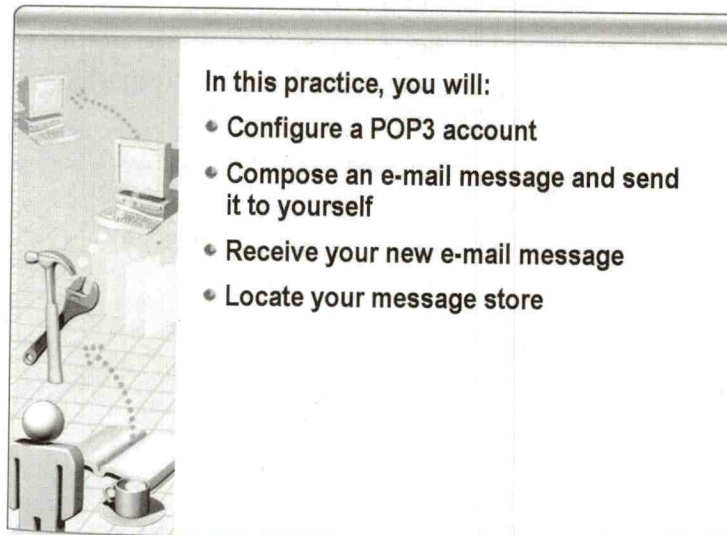 In this practice, you will:
Configure a POP3 account
Compose an e-mail message and send
it to yourself
Receive your new e-mail message
Locate your message store